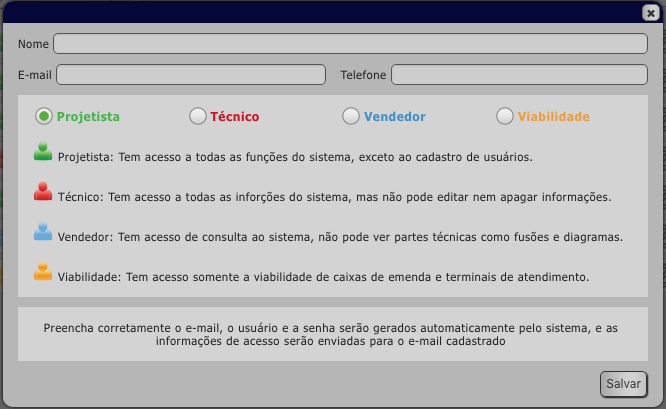 Nome
E-mail Telefone
Projetista Técnico Vendedor Viabilidade
Projetista: Tem acesso a todas as funções do sistema, exceto ao cadastro de usuários.
Técnico: Tem acesso a todas as inforções do sistema, mas não pode editar nem apagar informações.
Vendedor: Tem acesso de consulta ao sistema, não pode ver partes técnicas como fusões e diagramas.
Viabilidade: Tem acesso somente a viabilidade de caixas de emenda e terminais de atendimento.
Preencha corretamente o e-mail, o usuário e a senha serão gerados automaticamente pelo sistema, e as
informações de acesso serão enviadas para o e-mail cadastrado
Salvar